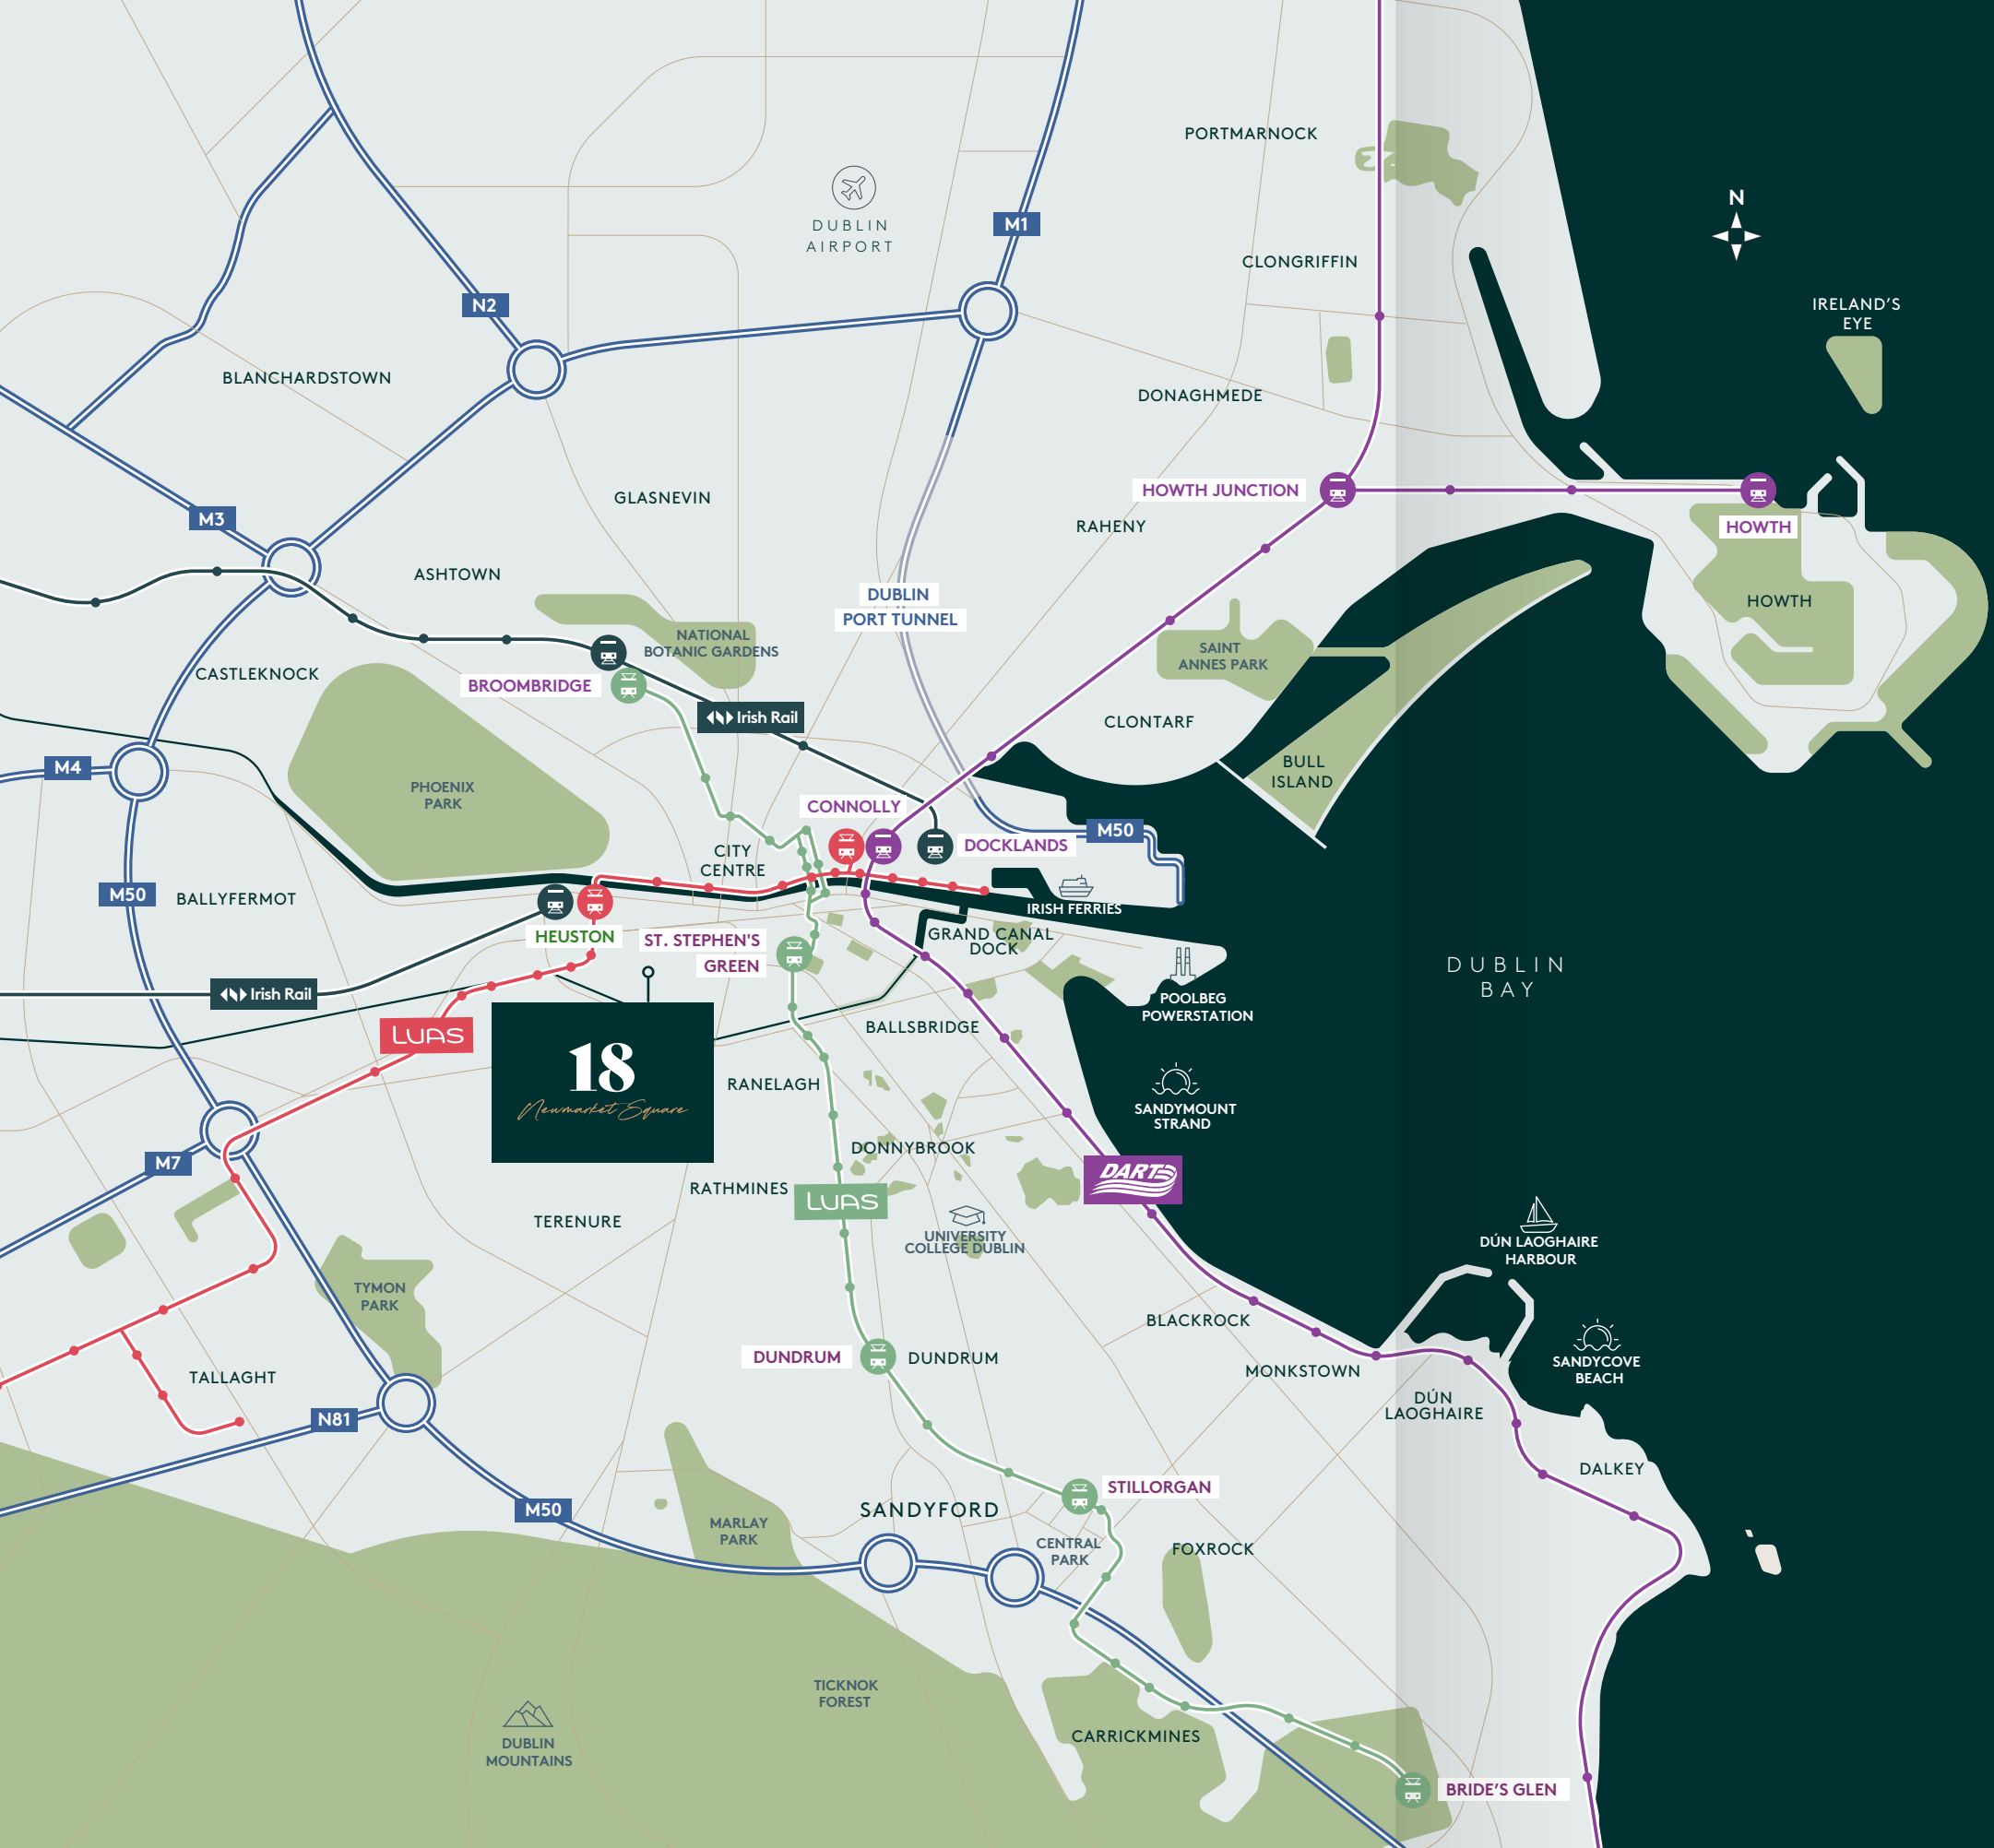 PORTMARNOCK
N
DUBLIN
AIRPORT
M1
CLONGRIFFIN
N2
IRELAND'S
EYE
BLANCHARDSTOWN
DONAGHMEDE
GLASNEVIN
HOWTH JUNCTION
M3
RAHENY
HOWTH
ASHTOWN
DUBLIN
PORT TUNNEL
HOWTH
NATIONAL
BOTANIC GARDENS
SAINT
ANNES PARK
CASTLEKNOCK
BROOMBRIDGE
Irish Rail
CLONTARF
M4
BULL
ISLAND
PHOENIX
PARK
CONNOLLY
M50
DOCKLANDS
CITY
CENTRE
M50
BALLYFERMOT
IRISH FERRIES
HEUSTON
ST. STEPHEN'S
GREEN
GRAND CANAL
DOCK
DUBLIN
BAY
Irish Rail
POOLBEG
POWERSTATION
LUAS
BALLSBRIDGE
18
Newmarket Square
RANELAGH
SANDYMOUNT
STRAND
DONNYBROOK
M7
DART
RATHMINES
LUAS
TERENURE
UNIVERSITY
COLLEGE DUBLIN
DÚN LAOGHAIRE
HARBOUR
TYMON
PARK
BLACKROCK
DUNDRUM
DUNDRUM
MONKSTOWN
SANDYCOVE
BEACH
TALLAGHT
DÚN
LAOGHAIRE
N81
DALKEY
STILLORGAN
M50
SANDYFORD
MARLAY
PARK
CENTRAL
PARK
FOXROCK
TICKNOK
FOREST
CARRICKMINES
DUBLIN
MOUNTAINS
BRIDE'S GLEN